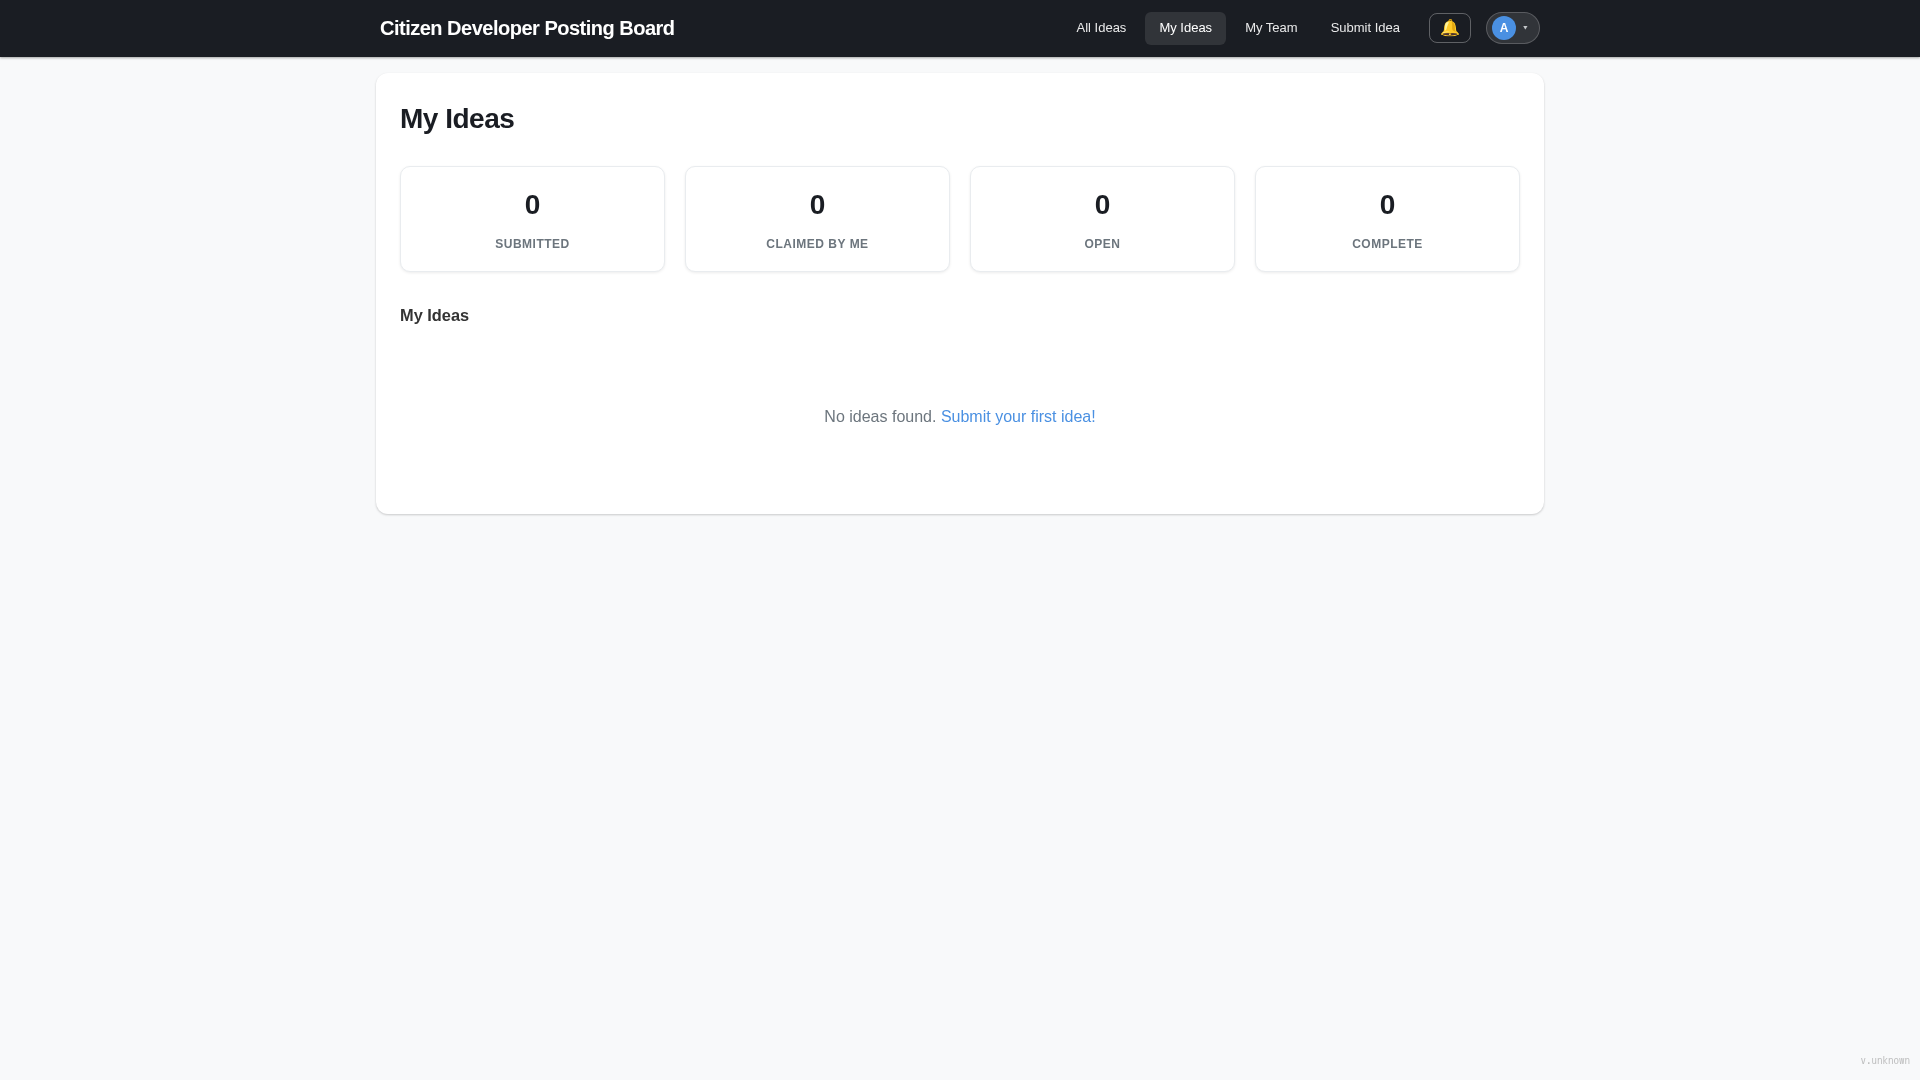 Citizen Developer Posting Board
All Ideas
My Ideas
My Team
Submit Idea
A
My Ideas
0
SUBMITTED
0
CLAIMED BY ME
0
OPEN
0
COMPLETE
My Ideas
No ideas found. Submit your first idea!
v.unknown